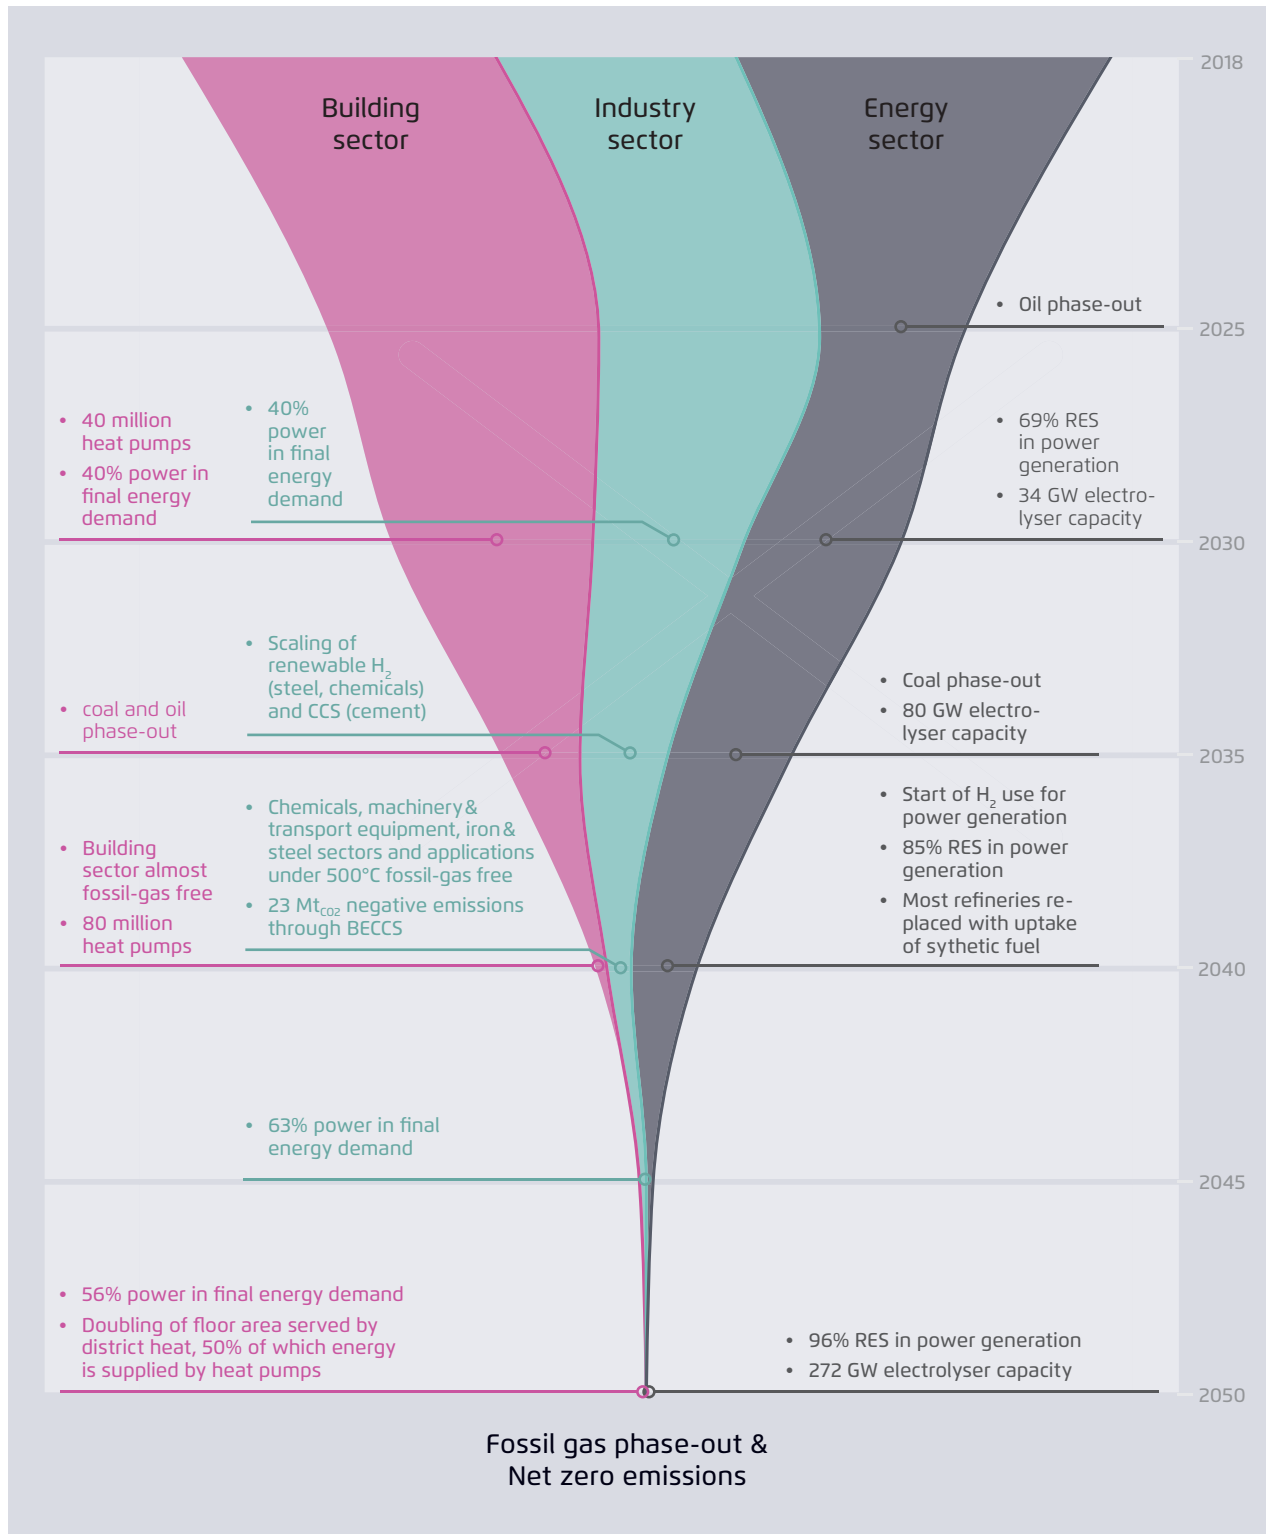 2018
Building
sector
Industry
sector
Energy
sector
• Oil phase-out
2025
• 40 million
heat pumps
• 40% power in
final energy
demand
• 40%
power
in final
energy
demand
• 69% RES
in power
generation
• 34 GW electro-
lyser capacity
2030
• coal and oil
phase-out
• Scaling of
renewable H₂
(steel, chemicals)
and CCS (cement)
• Coal phase-out
• 80 GW electro-
lyser capacity
2035
• Building
sector almost
fossil-gas free
• 80 million
heat pumps
• Chemicals, machinery &
transport equipment, iron &
steel sectors and applications
under 500°C fossil-gas free
• 23 Mt CO2 negative emissions
through BECCS
• Start of H₂ use for
power generation
• 85% RES in power
generation
• Most refineries re-
placed with uptake
of sythetic fuel
2040
• 63% power in final
energy demand
2045
• 56% power in final energy demand
• Doubling of floor area served by
district heat, 50% of which energy
is supplied by heat pumps
• 96% RES in power generation
• 272 GW electrolyser capacity
2050
Fossil gas phase-out &
Net zero emissions